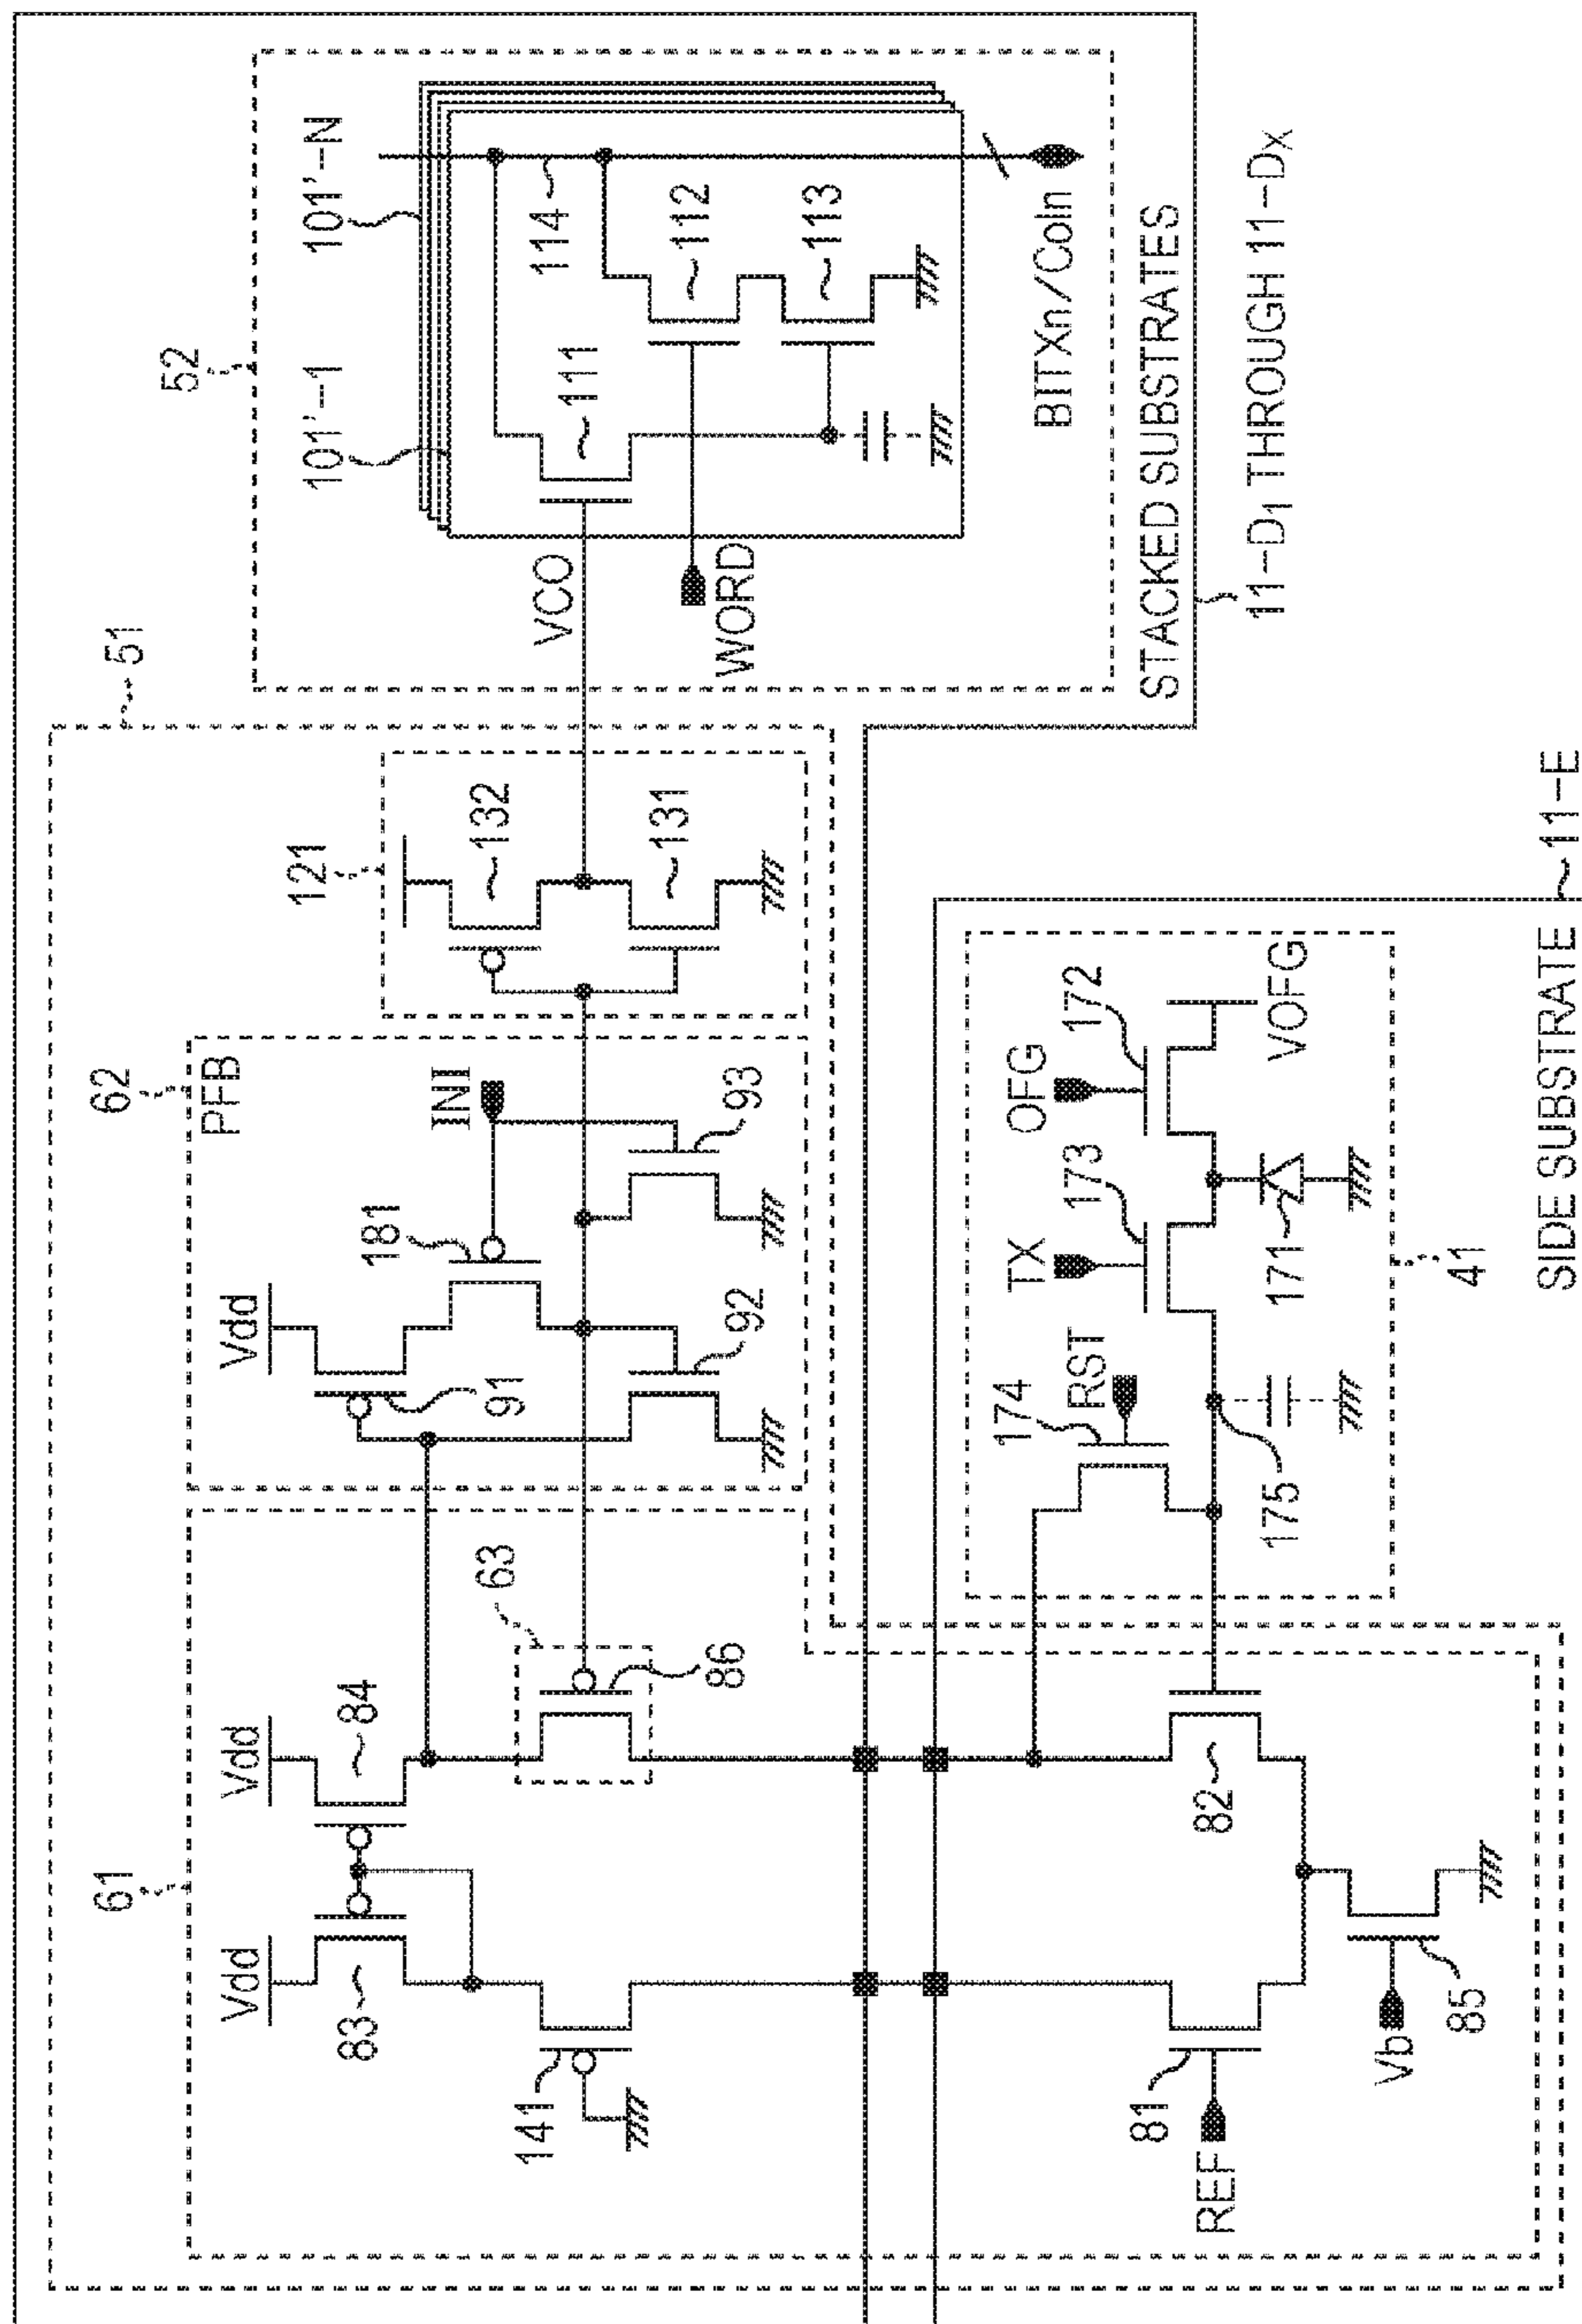 51
52
101'-1
101'-N
61
62
121
PFB
Vdd
Vdd
Vdd
83
84
91
181
INI
132
VCO
111
114
63
141
86
92
93
131
WORD
112
113
BITXn/Coln
STACKED SUBSTRATES
11-D1 THROUGH 11-DX
174
RST
TX
173
OFG
172
REF
81
82
175
171
VOFG
Vb
85
41
SIDE SUBSTRATE
11-E